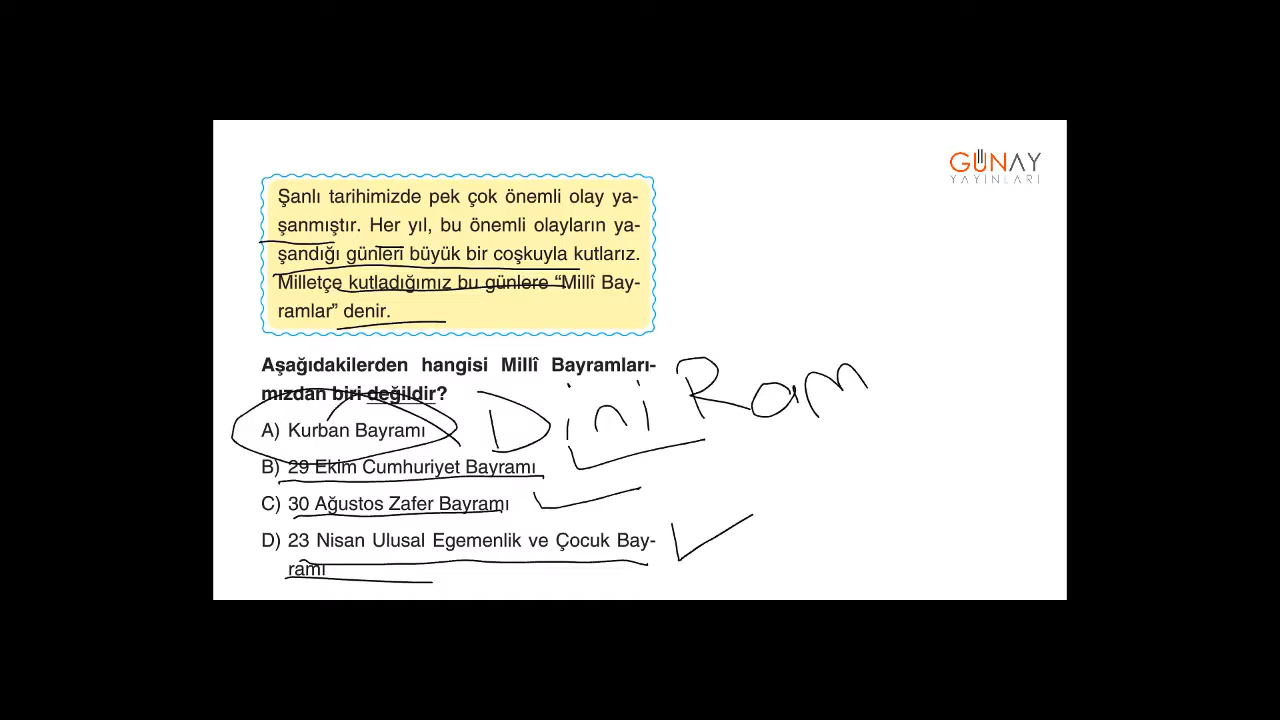 GÜNAY
YAYINLARI
Şanlı tarihimizde pek çok önemli olay ya-
şanmıştır. Her yıl, bu önemli olayların ya-
şandığı günleri büyük bir coşkuyla kutlarız.
Milletçe kutladığımız bu günlere “Millî Bay-
ramlar” denir.
Aşağıdakilerden hangisi Millî Bayramları-
mızdan biri değildir?
A) Kurban Bayramı
Dini Ram
B) 29 Ekim Cumhuriyet Bayramı
C) 30 Ağustos Zafer Bayramı
D) 23 Nisan Ulusal Egemenlik ve Çocuk Bay-
ramı